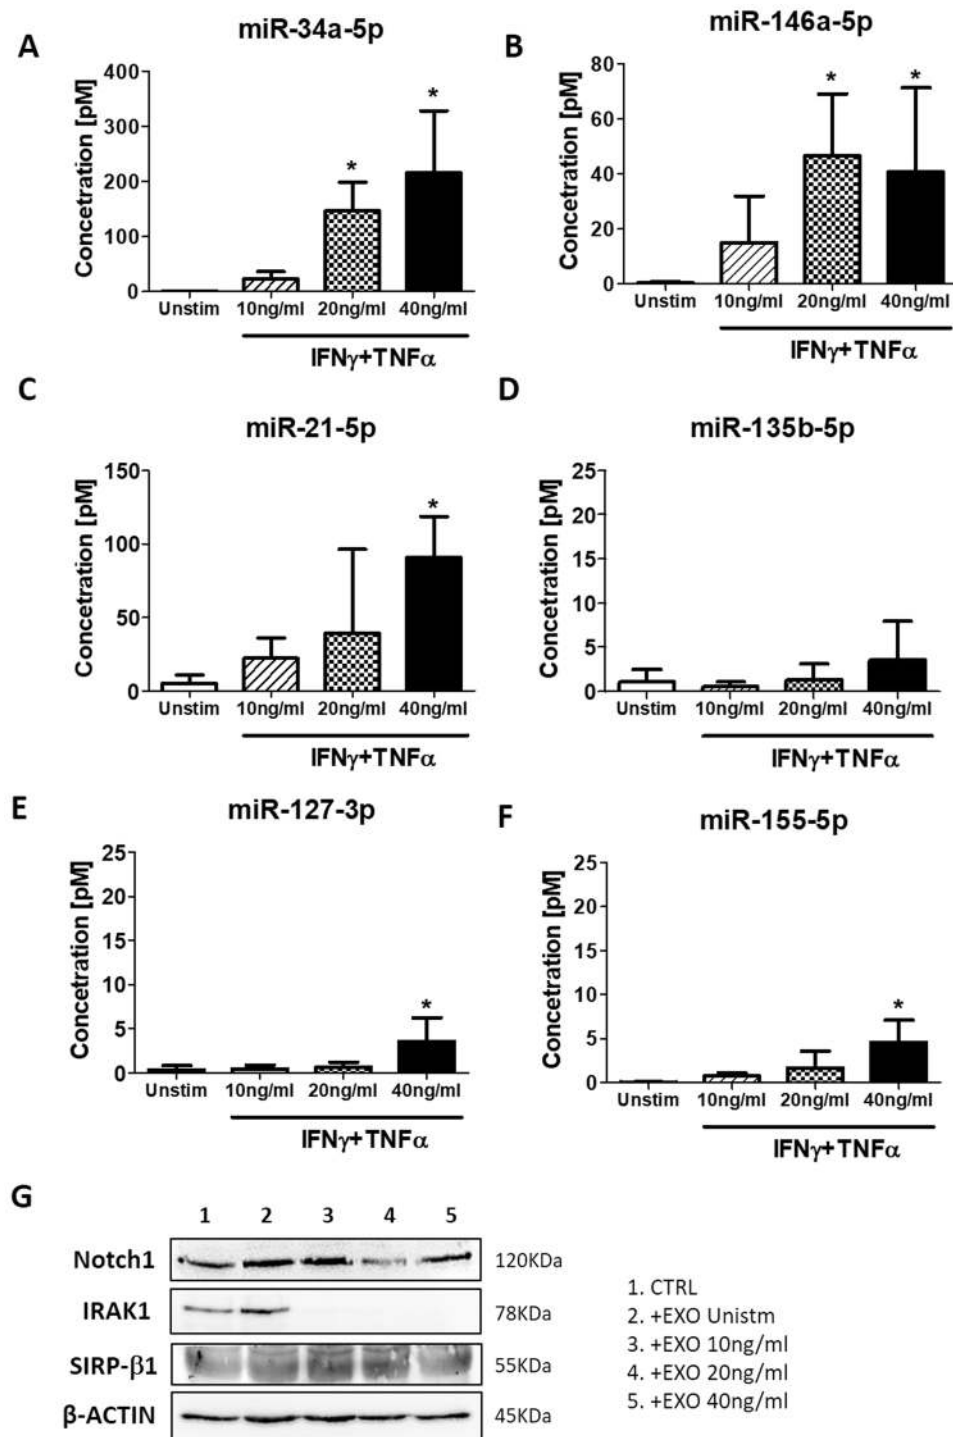 A
miR-34a-5p
Concetration [pM]
400
300
200
100
0
*
*
Unstim 10ng/ml 20ng/ml 40ng/ml
IFNγ+TNFα
B
miR-146a-5p
Concetration [pM]
80
60
40
20
0
*
*
Unstim 10ng/ml 20ng/ml 40ng/ml
IFNγ+TNFα
C
miR-21-5p
Concetration [pM]
150
100
50
0
*
Unstim 10ng/ml 20ng/ml 40ng/ml
IFNγ+TNFα
D
miR-135b-5p
Concetration [pM]
25
20
15
10
5
0
Unstim 10ng/ml 20ng/ml 40ng/ml
IFNγ+TNFα
E
miR-127-3p
Concetration [pM]
25
20
15
10
5
0
*
Unstim 10ng/ml 20ng/ml 40ng/ml
IFNγ+TNFα
F
miR-155-5p
Concetration [pM]
25
20
15
10
5
0
*
Unstim 10ng/ml 20ng/ml 40ng/ml
IFNγ+TNFα
G
1 2 3 4 5
Notch1 120KDa
IRAK1 78KDa
SIRP-β1 55KDa
β-ACTIN 45KDa
1. CTRL
2. +EXO Unistm
3. +EXO 10ng/ml
4. +EXO 20ng/ml
5. +EXO 40ng/ml